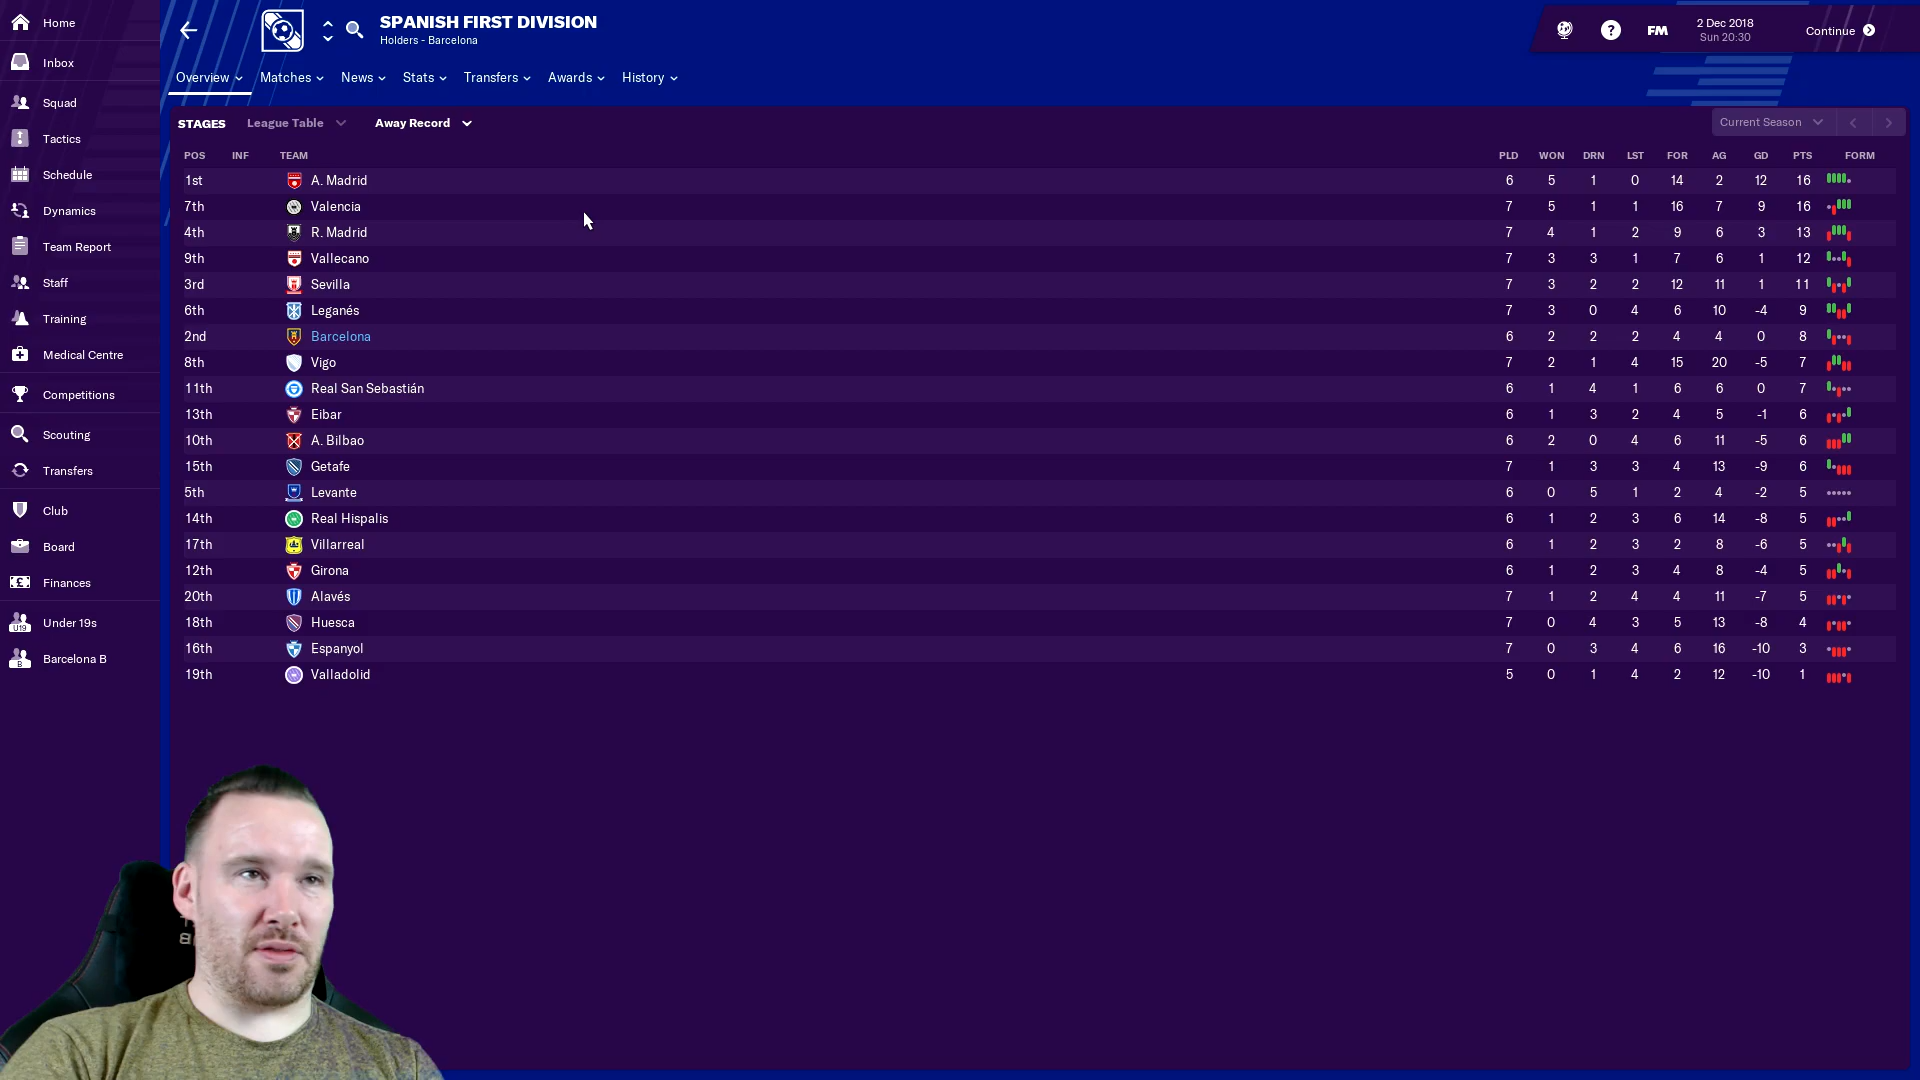 Home
Inbox
Squad
Tactics
Schedule
Dynamics
Team Report
Staff
Training
Medical Centre
Competitions
Scouting
Transfers
Club
Board
Finances
U19 Under 19s
B Barcelona B
SPANISH FIRST DIVISION
Holders - Barcelona
FM
2 Dec 2018
Sun 20:30
Continue
Overview Matches News Stats Transfers Awards History
STAGES League Table Away Record Current Season
POS INF TEAM PLD WON DRN LST FOR AG GD PTS FORM
1st A. Madrid 6 5 1 0 14 2 12 16
7th Valencia 7 5 1 1 16 7 9 16
4th R. Madrid 7 4 1 2 9 6 3 13
9th Vallecano 7 3 3 1 7 6 1 12
3rd Sevilla 7 3 2 2 12 11 1 11
6th Leganés 7 3 0 4 6 10 -4 9
2nd Barcelona 6 2 2 2 4 4 0 8
8th Vigo 7 2 1 4 15 20 -5 7
11th Real San Sebastián 6 1 4 1 6 6 0 7
13th Eibar 6 1 3 2 4 5 -1 6
10th A. Bilbao 6 2 0 4 6 11 -5 6
15th Getafe 7 1 3 3 4 13 -9 6
5th Levante 6 0 5 1 2 4 -2 5
14th Real Hispalis 6 1 2 3 6 14 -8 5
17th Villarreal 6 1 2 3 2 8 -6 5
12th Girona 6 1 2 3 4 8 -4 5
20th Alavés 7 1 2 4 4 11 -7 5
18th Huesca 7 0 4 3 5 13 -8 4
16th Espanyol 7 0 3 4 6 16 -10 3
19th Valladolid 5 0 1 4 2 12 -10 1